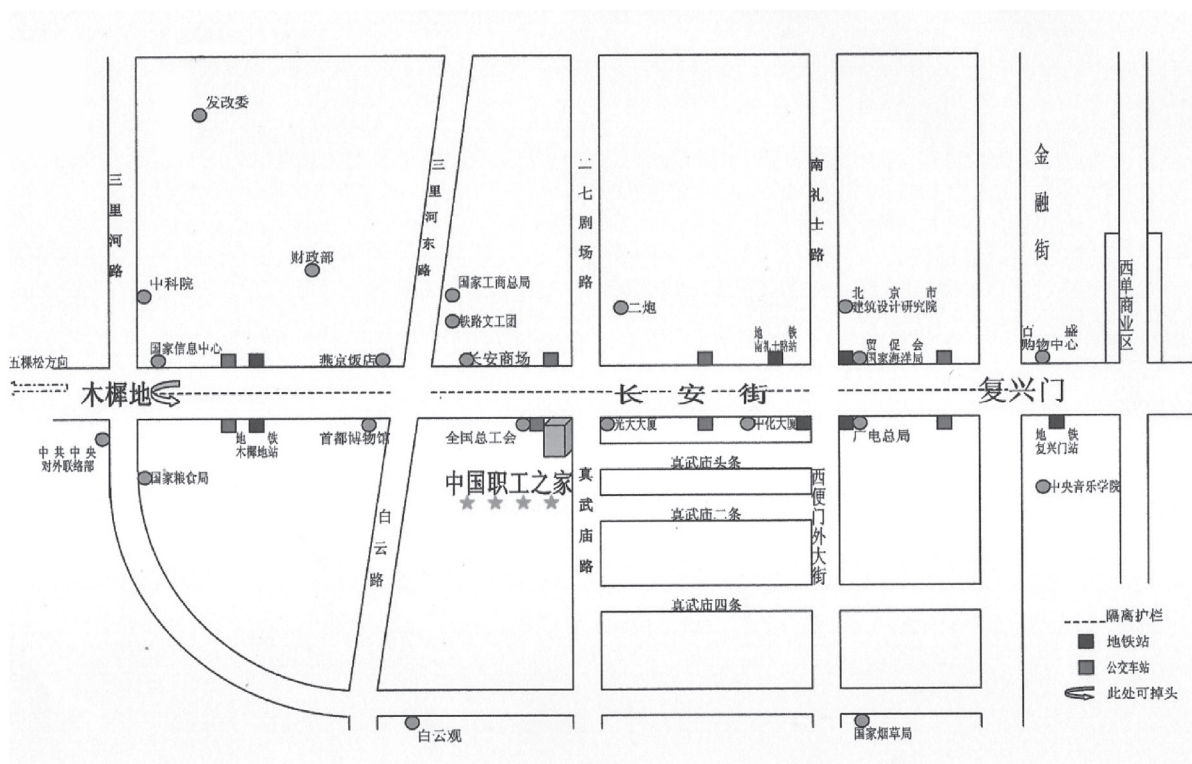 发改委
三里河路
三里河东路
二七剧场路
南礼士路
金融街
西单商业区
财政部
中科院
国家工商总局
铁路文工团
二炮
北京市
建筑设计研究院
国家信息中心
燕京饭店
长安商场
地铁
南礼士路站
贸促会
国家海洋局
百盛
购物中心
五棵松方向
木樨地
长安街
复兴门
中共中央
对外联络部
地铁
木樨地站
首都博物馆
全国总工会
光大大厦
中化大厦
广电总局
地铁
复兴门站
国家粮食局
中国职工之家
真武庙路
真武庙头条
西便门外大街
中央音乐学院
白云路
真武庙二条
真武庙四条
隔离护栏
地铁站
公交车站
此处可掉头
白云观
国家烟草局